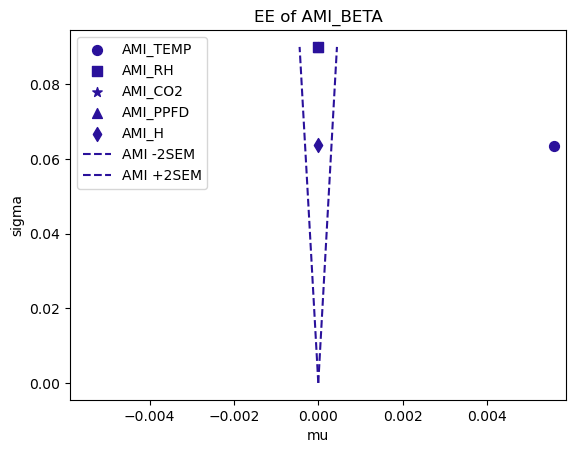 EE of AMI_BETA
AMI_TEMP
AMI_RH
AMI_CO2
AMI_PPFD
AMI_H
AMI -2SEM
AMI +2SEM
sigma
0.08
0.06
0.04
0.02
0.00
−0.004
−0.002
0.000
0.002
0.004
mu